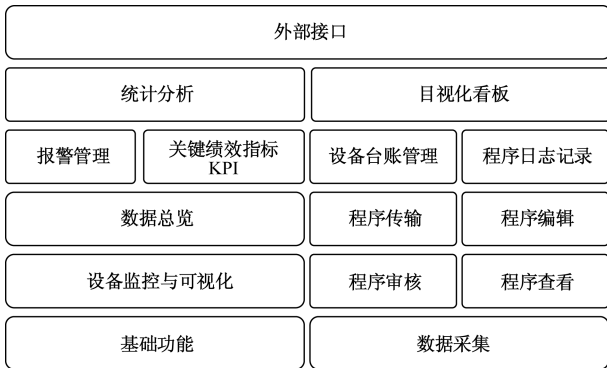 外部接口
统计分析
目视化看板
报警管理
关键绩效指标
KPI
设备台账管理
程序日志记录
数据总览
程序传输
程序编辑
设备监控与可视化
程序审核
程序查看
基础功能
数据采集